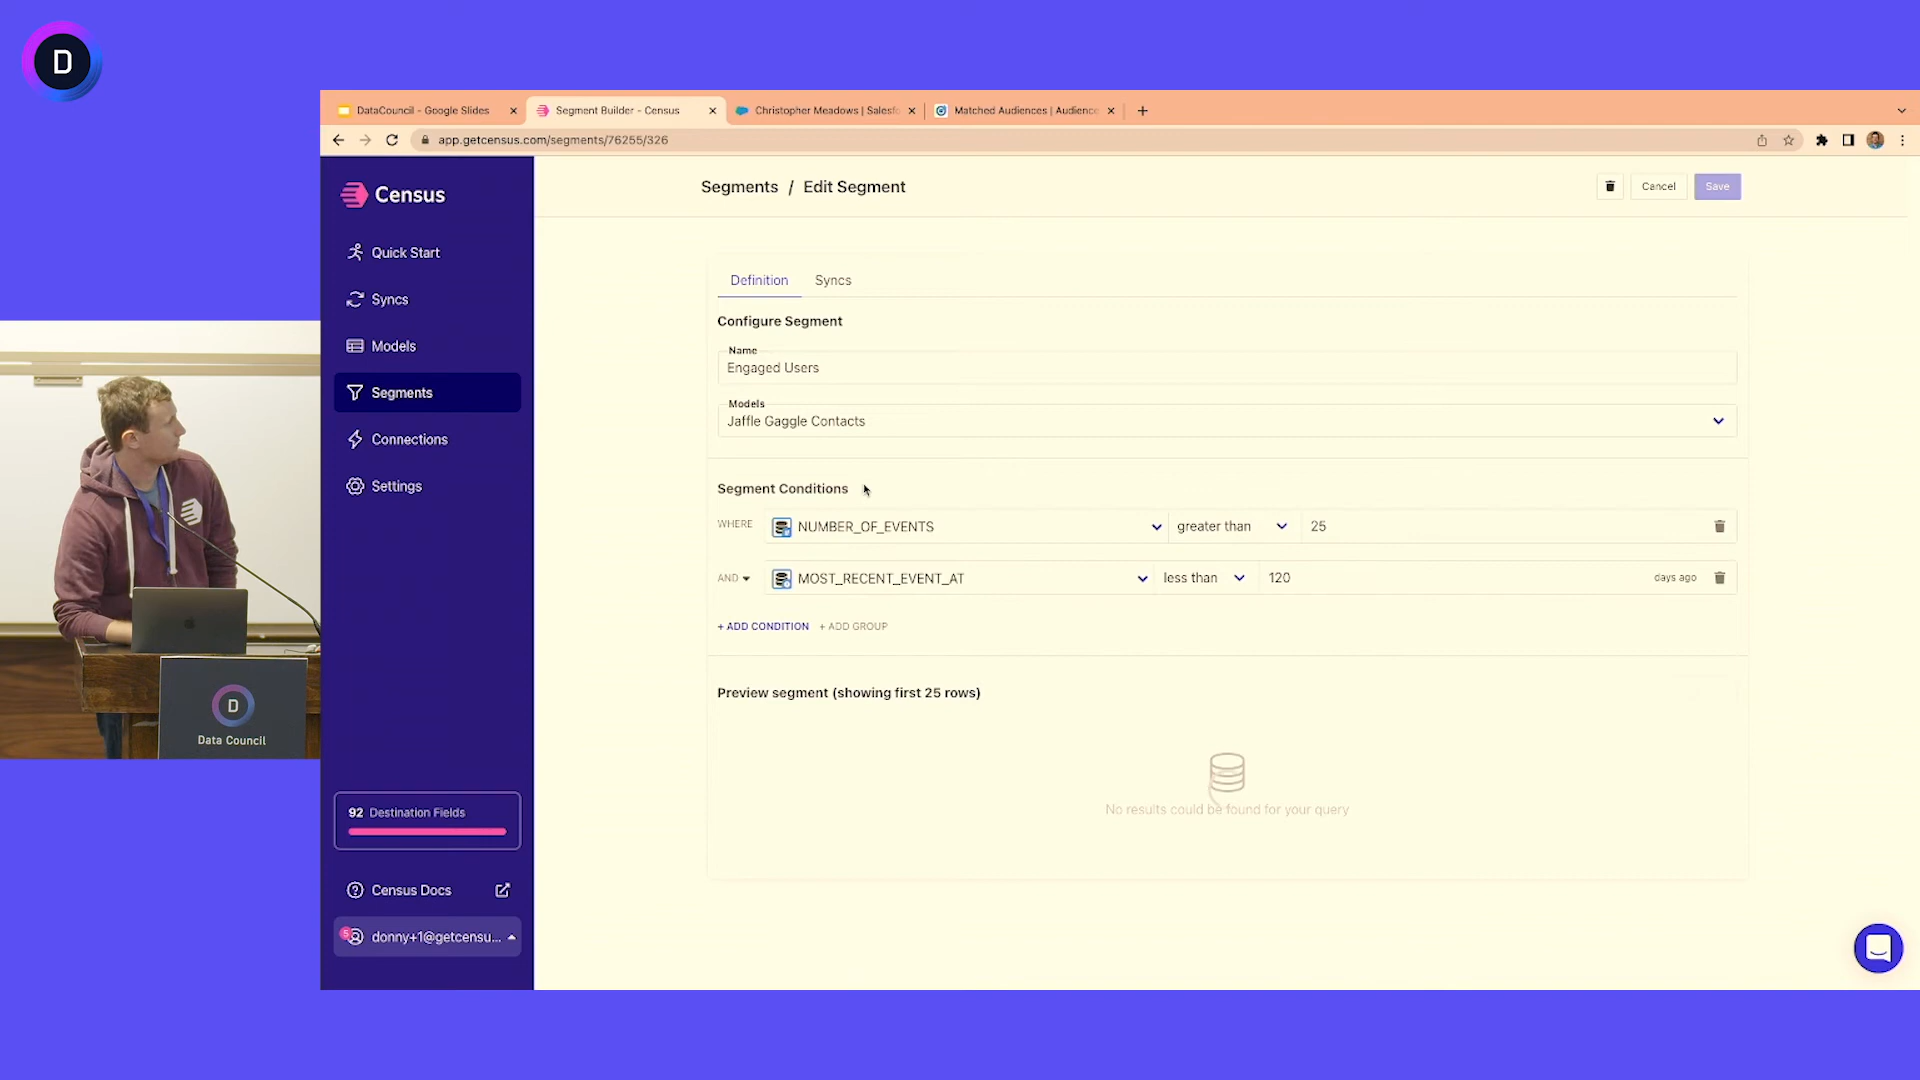 D
DataCouncil - Google Slides
Segment Builder - Census
Christopher Meadows | Salesfo
Matched Audiences | Audience
app.getcensus.com/segments/76255/326
Census
Quick Start
Syncs
Models
Segments
Connections
Settings
92 Destination Fields
Census Docs
5
donny+1@getcensu...
Segments / Edit Segment
Cancel
Save
Definition
Syncs
Configure Segment
Name
Engaged Users
Models
Jaffle Gaggle Contacts
Segment Conditions
WHERE
NUMBER_OF_EVENTS
greater than
25
AND
MOST_RECENT_EVENT_AT
less than
120
days ago
+ ADD CONDITION
+ ADD GROUP
Preview segment (showing first 25 rows)
No results could be found for your query
D
Data Council